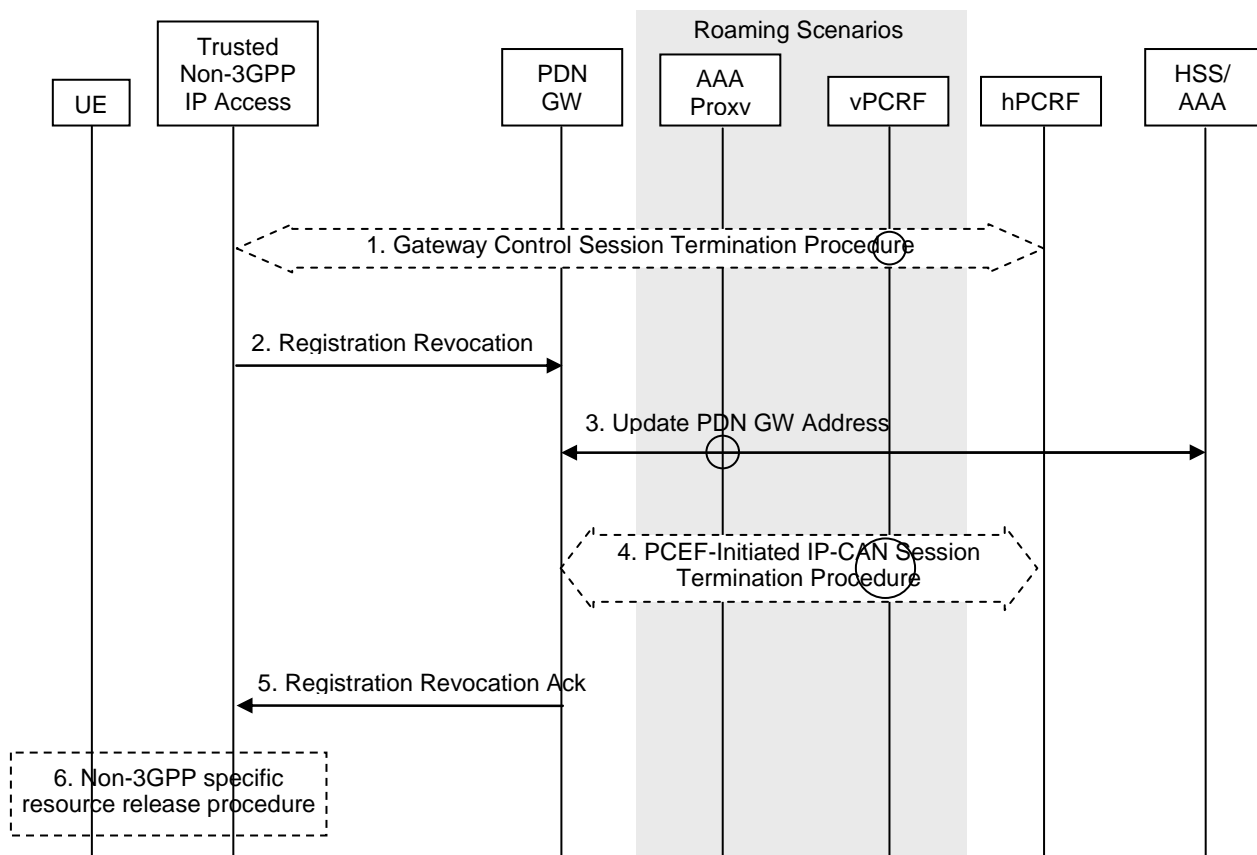 Roaming Scenarios
UE
Trusted
Non-3GPP
IP Access
PDN
GW
AAA
Proxy
vPCRF
hPCRF
HSS/
AAA
1. Gateway Control Session Termination Procedure
2. Registration Revocation
3. Update PDN GW Address
4. PCEF-Initiated IP-CAN Session
Termination Procedure
5. Registration Revocation Ack
6. Non-3GPP specific
resource release procedure